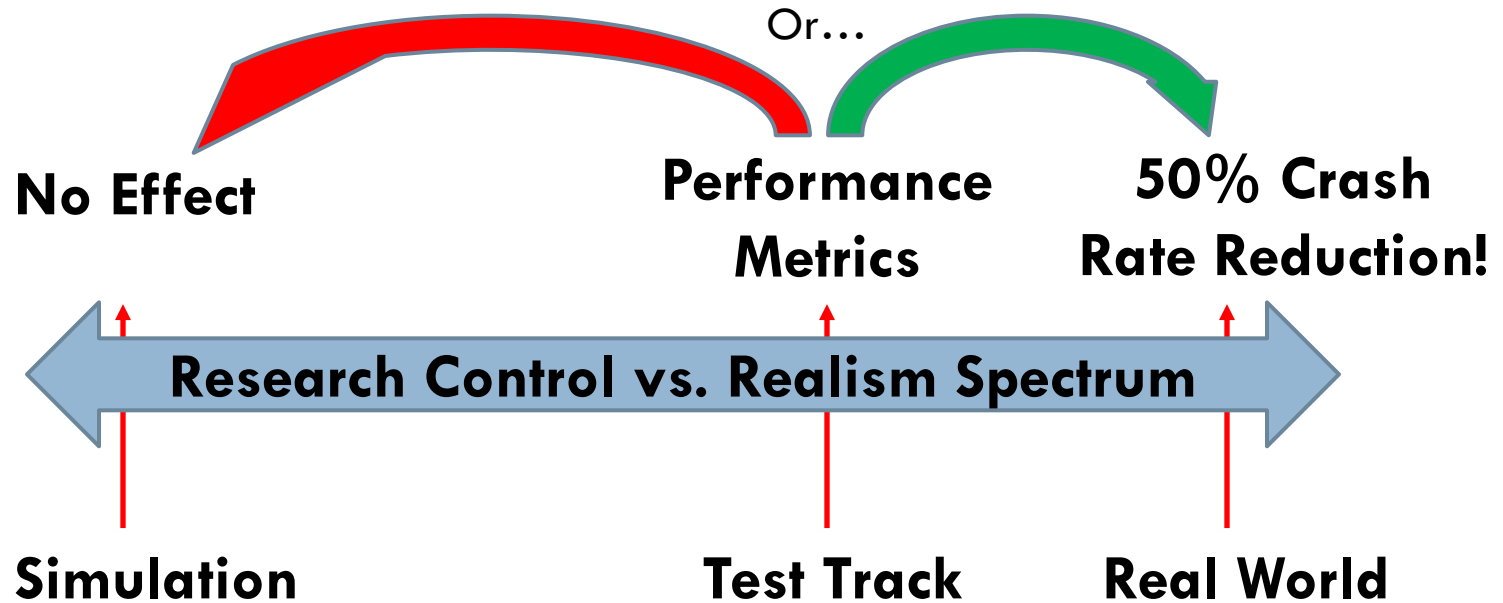 Or...
No Effect
Performance
Metrics
50% Crash
Rate Reduction!
Research Control vs. Realism Spectrum
Simulation
Test Track
Real World